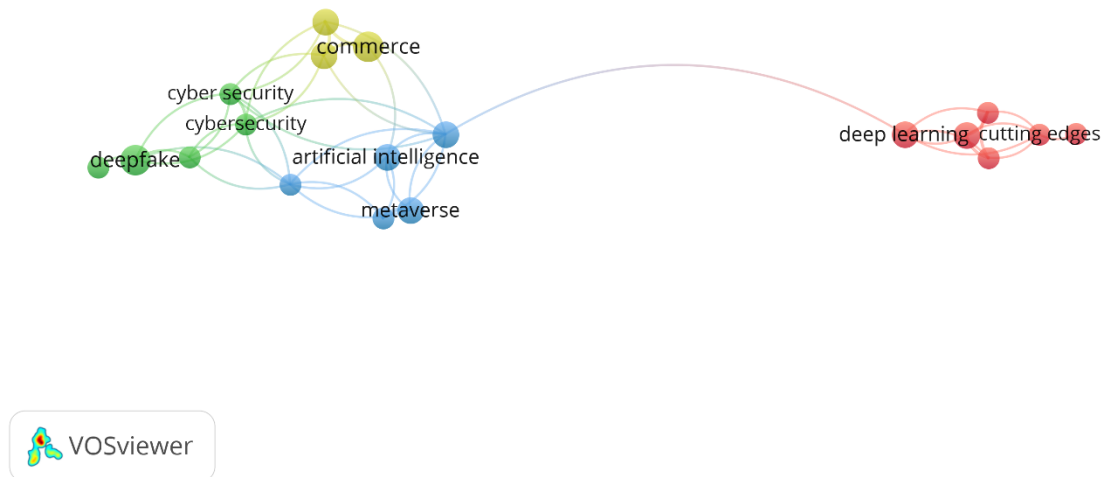 commerce
cyber security
cybersecurity
deepfake
artificial intelligence
metaverse
deep learning
cutting edges
VOSviewer